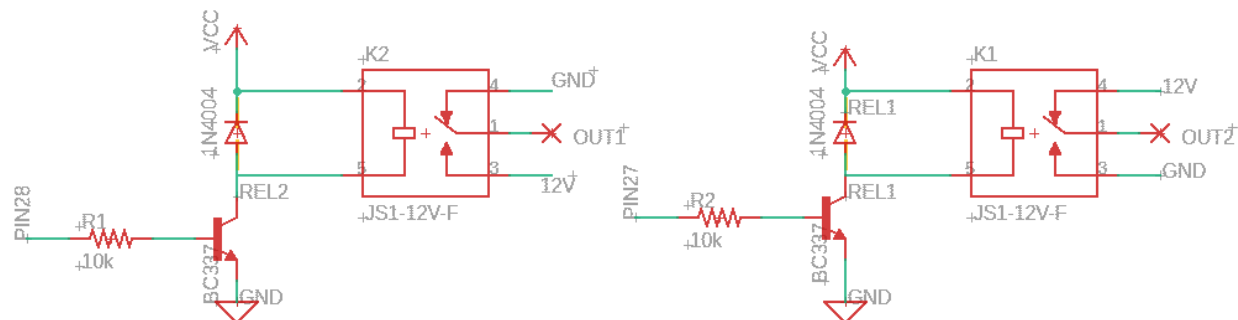 VCC
K2
2
4
GND
1N4004
1
OUT1
5
3
12V
REL2
JS1-12V-F
PIN28
R1
10k
BC337
GND
VCC
K1
2
4
12V
REL1
1N4004
1
OUT2
5
3
GND
REL1
JS1-12V-F
PIN27
R2
10k
BC337
GND